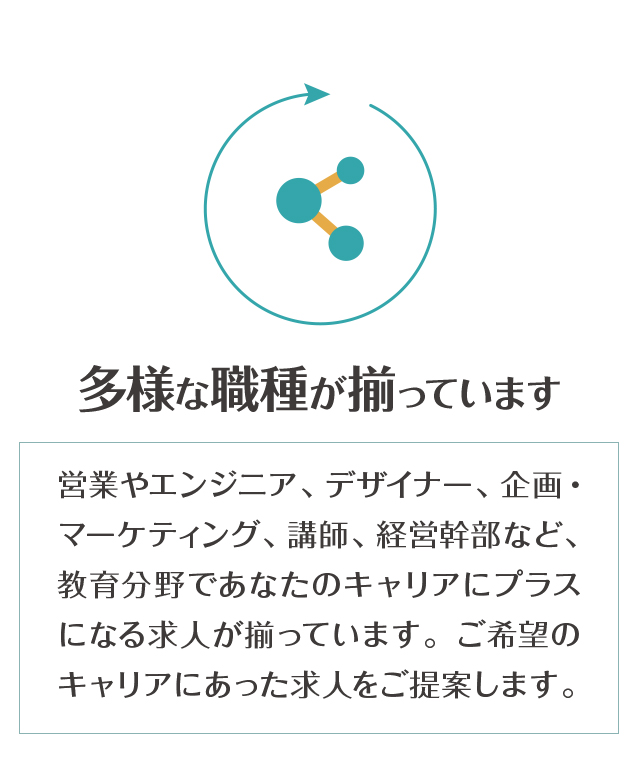 多様な職種が揃っています
営業やエンジニア、デザイナー、企画・
マーケティング、講師、経営幹部など、
教育分野であなたのキャリアにプラス
になる求人が揃っています。ご希望の
キャリアにあった求人をご提案します。